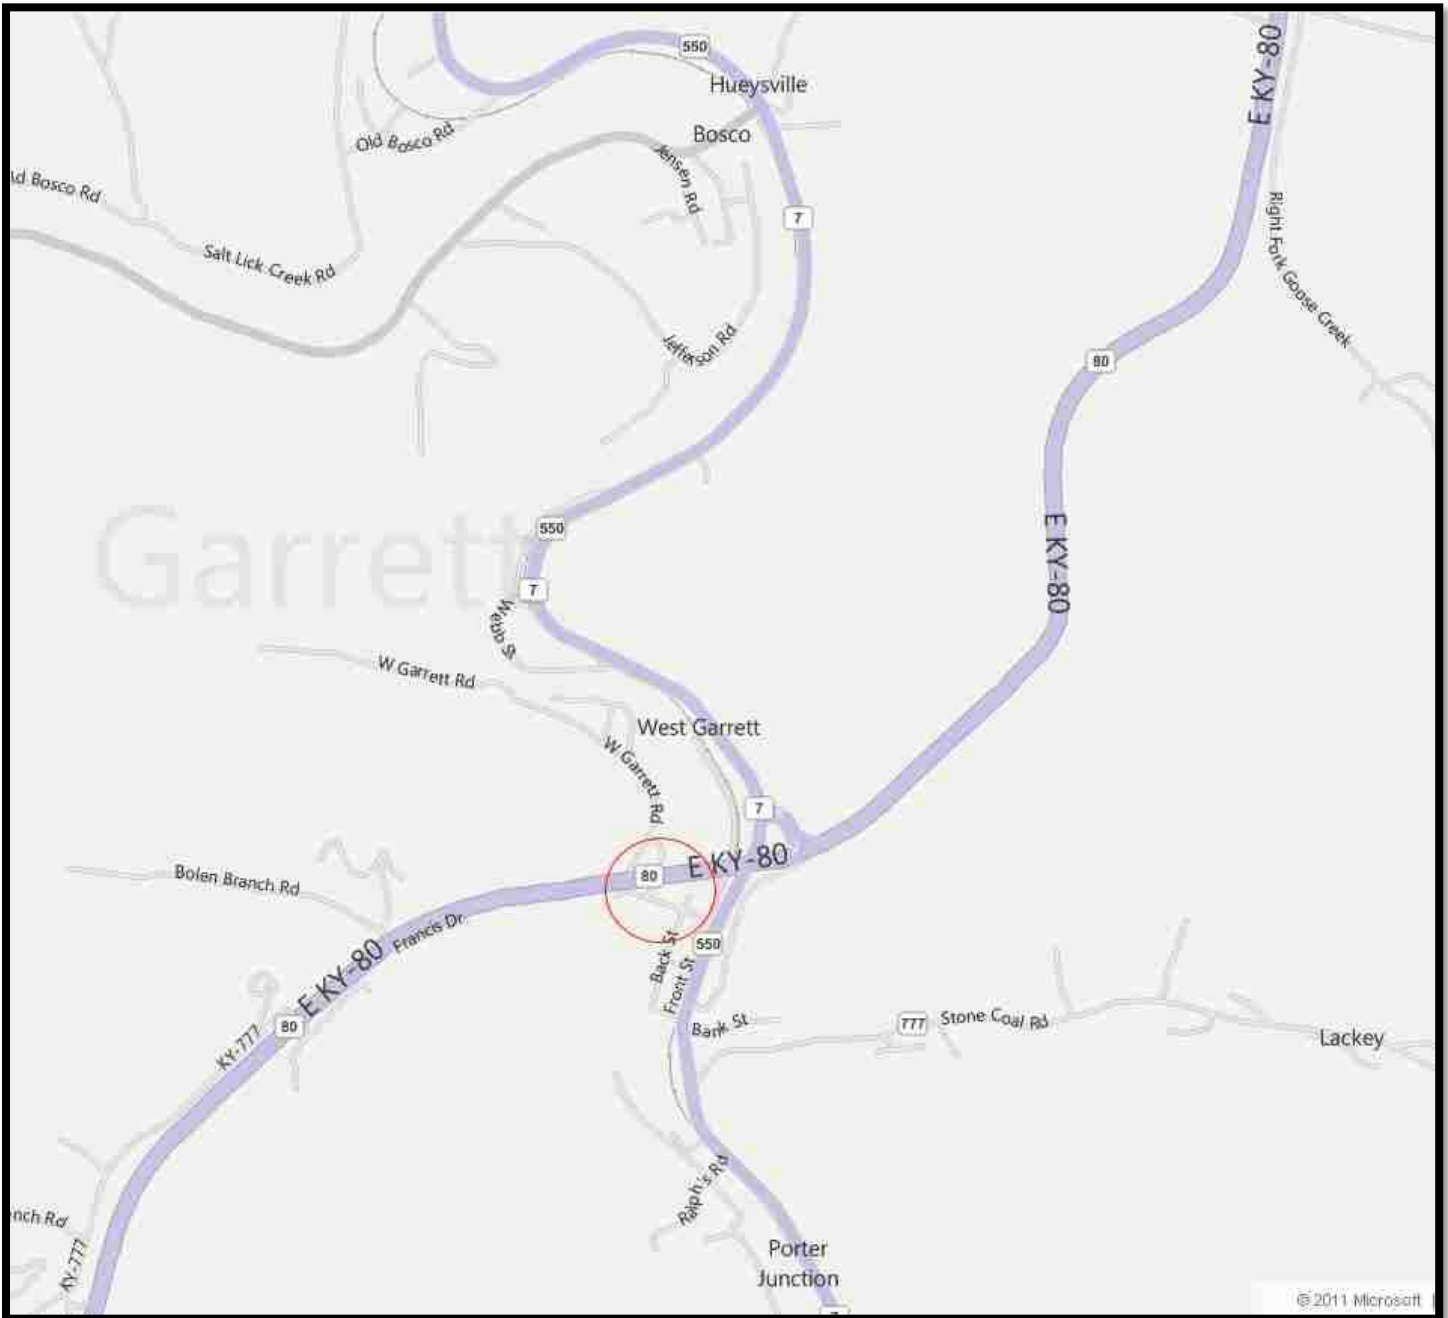 550
Hueysville
E KY-80
Bosco
Old Bosco Rd
Jensen Rd
ld Bosco Rd
7
Right Fork Goose Creek
Salt Lick Creek Rd
Jefferson Rd
80
550
Garrett
E KY-80
7
Webb St
W Garrett Rd
West Garrett
W Garrett Rd
7
E KY-80
80
Bolen Branch Rd
Francis Dr
550
Back St
E KY-80
Front St
80
KY-777
Bank St
777
Stone Coal Rd
Lackey
Ralph's Rd
nch Rd
KY-777
Porter
Junction
© 2011 Microsoft